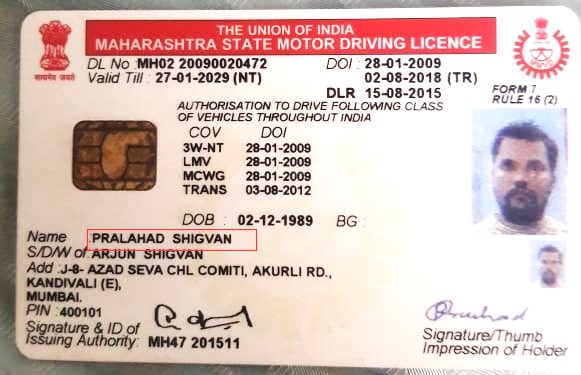 THE UNION OF INDIA
MAHARASHTRA STATE MOTOR DRIVING LICENCE
सत्यमेव जयते
DL No :MH02 20090020472 DOI : 28-01-2009
Valid Till : 27-01-2029 (NT) 02-08-2018 (TR)
DLR 15-08-2015
FORM 7
RULE 16 (2)
AUTHORISATION TO DRIVE FOLLOWING CLASS
OF VEHICLES THROUGHOUT INDIA
COV DOI
3W-NT 28-01-2009
LMV 28-01-2009
MCWG 28-01-2009
TRANS 03-08-2012
DOB : 02-12-1989 BG :
Name :PRALAHAD SHIGVAN
S/D/W of:ARJUN SHIGVAN
Add :J-8- AZAD SEVA CHL COMITI, AKURLI RD.,
KANDIVALI (E),
MUMBAI.
PIN :400101
Signature & ID of
Issuing Authority: MH47 201511
Signature/Thumb
Impression of Holder